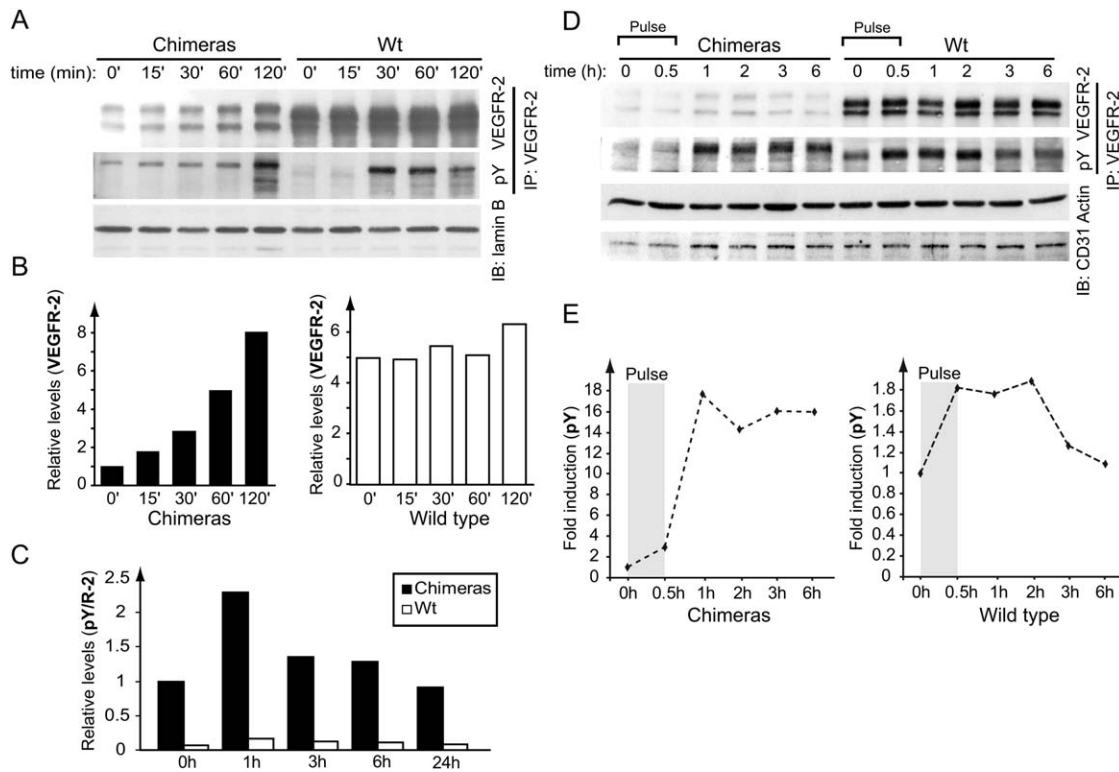 A
Chimeras Wt
time (min): 0' 15' 30' 60' 120' 0' 15' 30' 60' 120'
VEGFR-2
pY
IP: VEGFR-2
IB: lamin B
B
Relative levels (VEGFR-2)
8
6
4
2
0
0' 15' 30' 60' 120'
Chimeras
Relative levels (VEGFR-2)
6
4
2
0
0' 15' 30' 60' 120'
Wild type
C
Relative levels (pY/R-2)
2.5
2
1.5
1
0.5
0
Chimeras
Wt
0h 1h 3h 6h 24h
D
Pulse Pulse
Chimeras Wt
time (h): 0 0.5 1 2 3 6 0 0.5 1 2 3 6
VEGFR-2
pY
IP: VEGFR-2
Actin
IB: CD31
E
Fold induction (pY)
Pulse
18
16
14
12
10
8
6
4
2
0
0h 0.5h 1h 2h 3h 6h
Chimeras
Fold induction (pY)
Pulse
1.8
1.6
1.4
1.2
1
0.8
0.6
0.4
0.2
0
0h 0.5h 1h 2h 3h 6h
Wild type